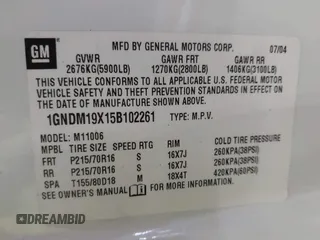 GM
MFD BY GENERAL MOTORS CORP. 07/04
GVWR GAWR FRT GAWR RR
2676KG(5900LB) 1270KG(2800LB) 1406KG(3100LB)
THIS VEHICLE CONFORMS TO ALL APPLICABLE U.S. FEDERAL MOTOR
VEHICLE SAFETY AND THEFT PREVENTION STANDARDS IN EFFECT ON
THE DATE OF MANUFACTURE SHOWN ABOVE.
1GNDM19X15B102261 TYPE: M.P.V.
MODEL: M11006
MPBL TIRE SIZE SPEED RTG RIM COLD TIRE PRESSURE
FRT P215/70R16 S 16X7J 260KPA(38PSI)
RR P215/70R16 S 16X7J 260KPA(38PSI)
SPA T155/80D18 M 18X4T 420KPA(60PSI)
SEE OWNER'S MANUAL FOR ADDITIONAL INFORMATION.
DREAMBID